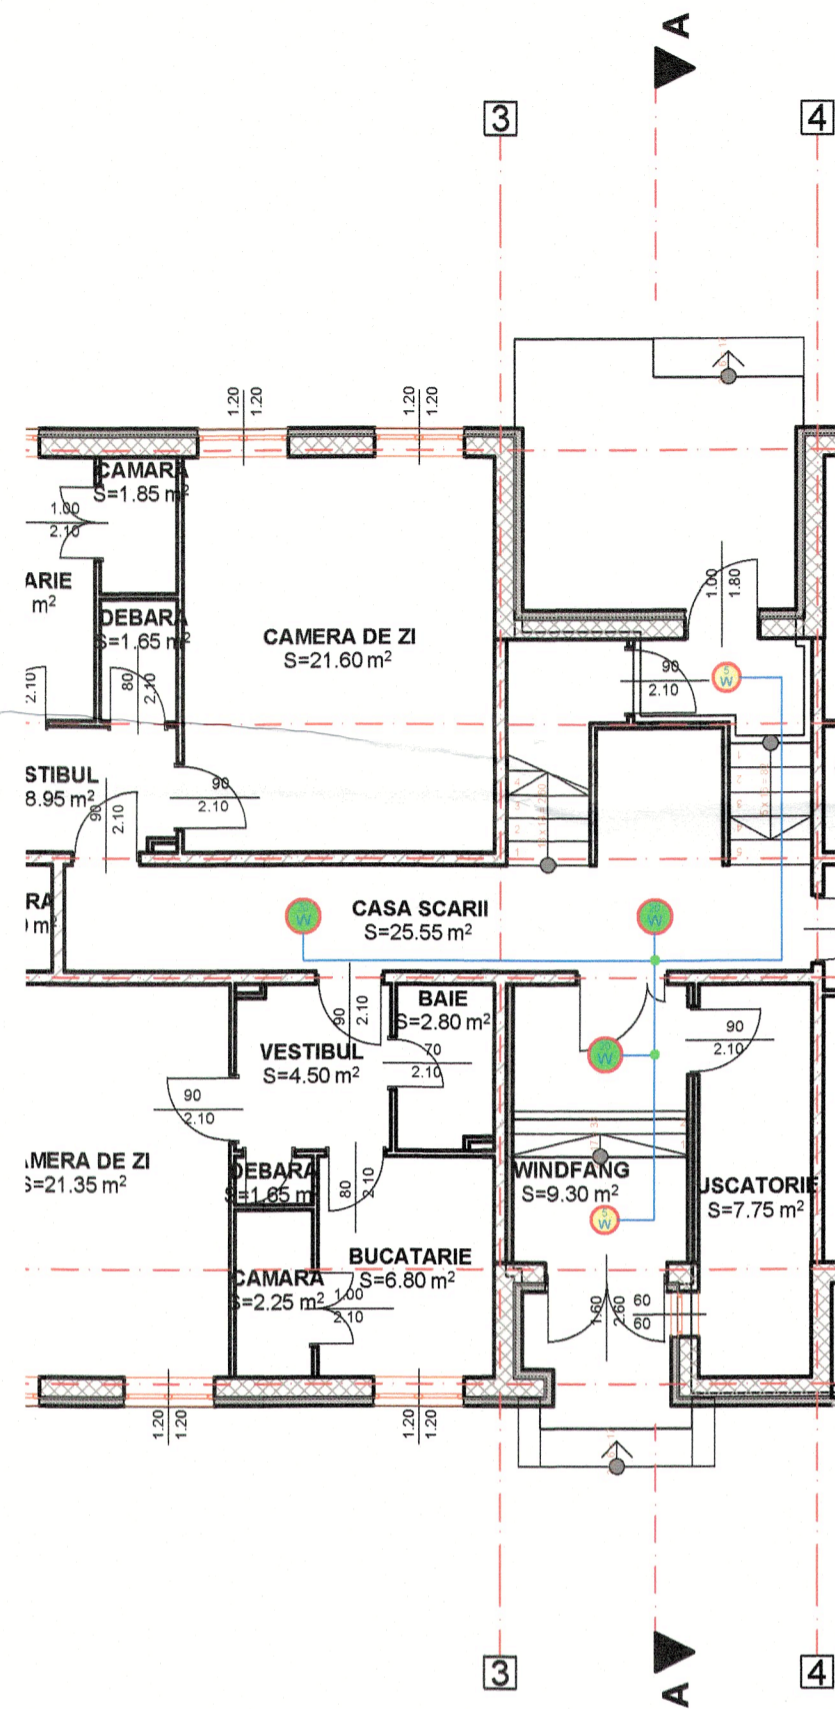 A
3
4
1.20
1.20
1.20
1.20
CAMARA
S=1.85 m²
1.00
2.10
ARIE
m²
DEBARA
S=1.65 m²
80
2.10
2.10
CAMERA DE ZI
S=21.60 m²
1.00
1.80
90
2.10
5
W
STIBUL
8.95 m²
90
2.10
90
2.10
RA
m²
W
CASA SCARII
S=25.55 m²
W
BAIE
S=2.80 m²
90
2.10
VESTIBUL
S=4.50 m²
70
2.10
W
90
2.10
90
2.10
AMERA DE ZI
S=21.35 m²
DEBARA
S=1.65 m²
80
2.10
WINDFANG
S=9.30 m²
USCATORIE
S=7.75 m²
5
W
BUCATARIE
S=6.80 m²
CAMARA
S=2.25 m²
1.00
2.10
1.60
2.60
60
60
1.20
1.20
1.20
1.20
3
4
A